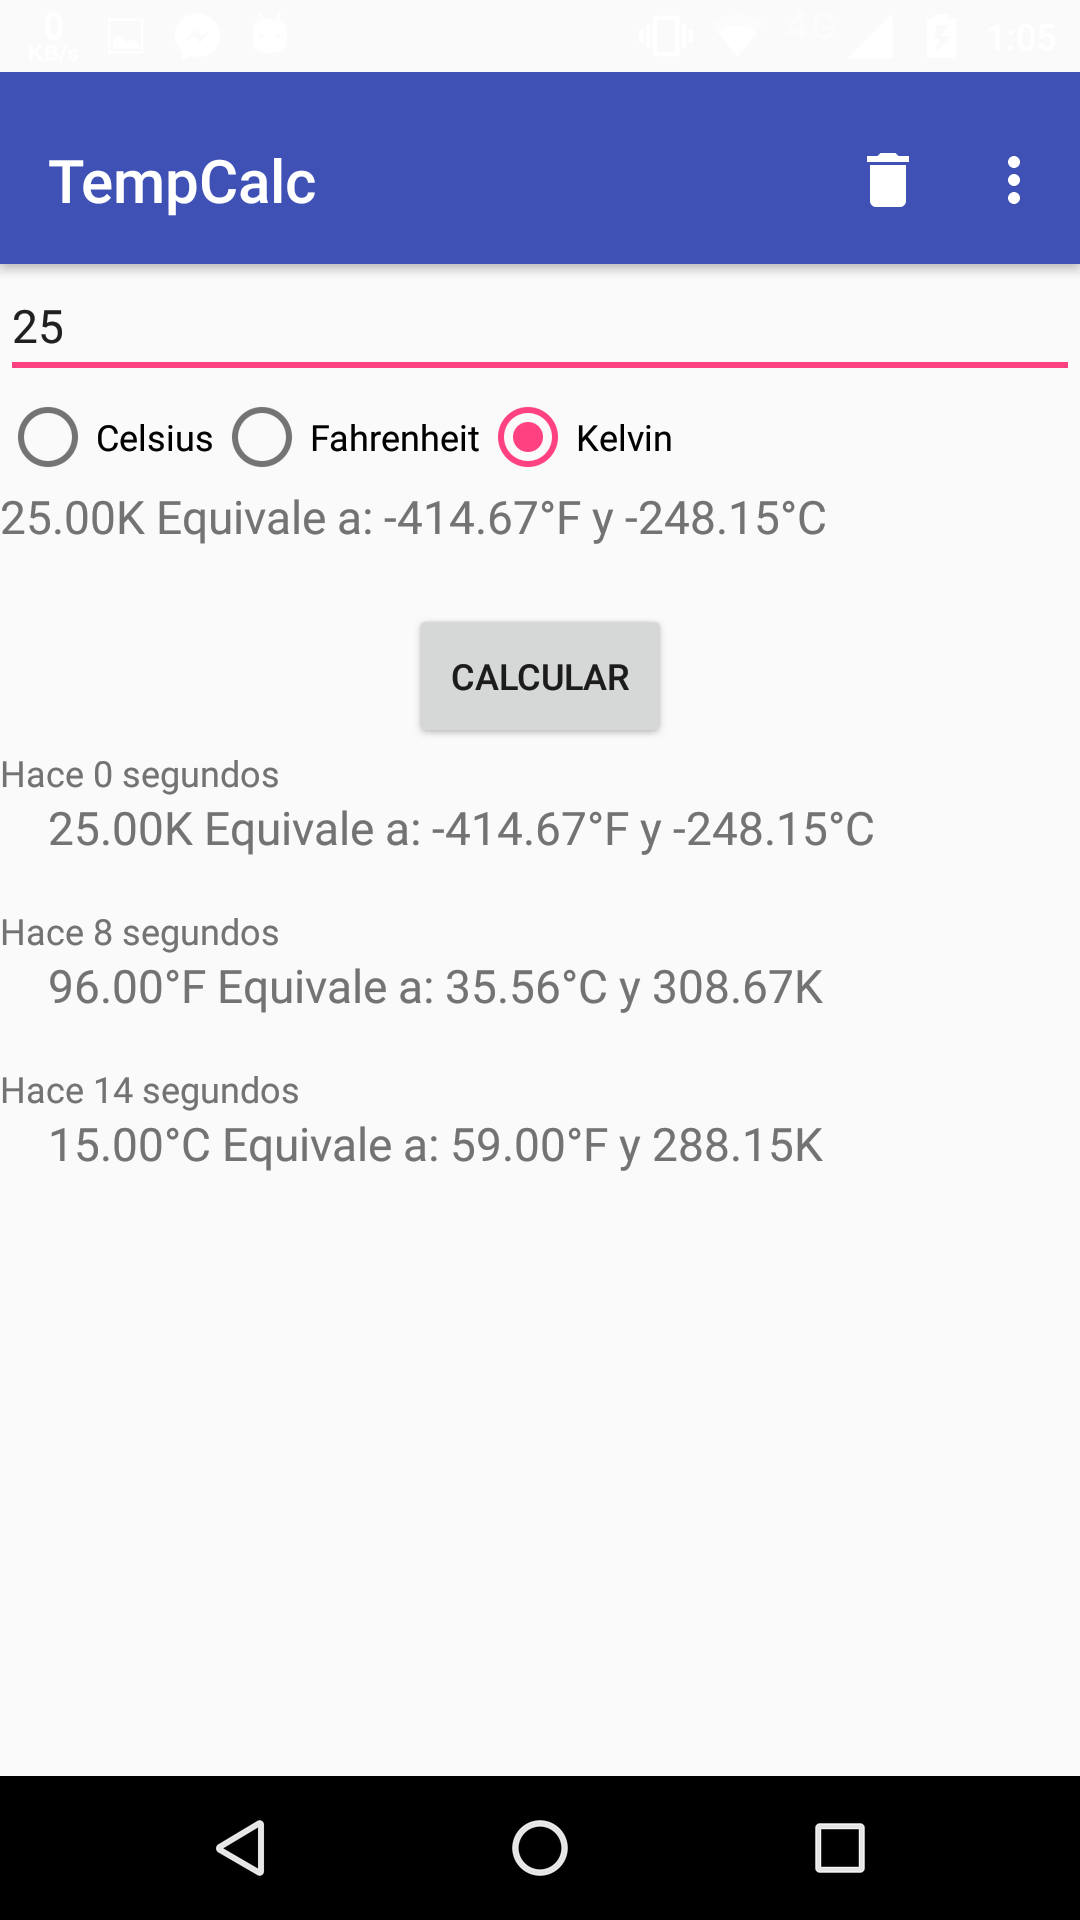 0
KB/s
4G
1:05
TempCalc
25
Celsius Fahrenheit Kelvin
25.00K Equivale a: -414.67°F y -248.15°C
CALCULAR
Hace 0 segundos
25.00K Equivale a: -414.67°F y -248.15°C
Hace 8 segundos
96.00°F Equivale a: 35.56°C y 308.67K
Hace 14 segundos
15.00°C Equivale a: 59.00°F y 288.15K